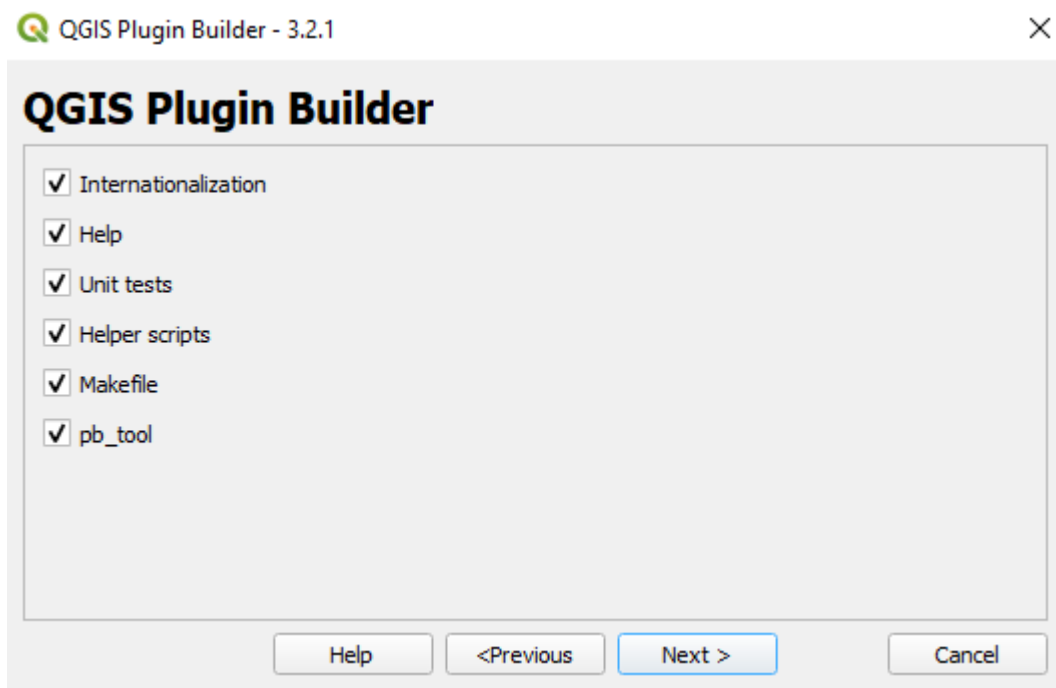 QGIS Plugin Builder - 3.2.1
QGIS Plugin Builder
Internationalization
Help
Unit tests
Helper scripts
Makefile
pb_tool
Help <Previous Next > Cancel